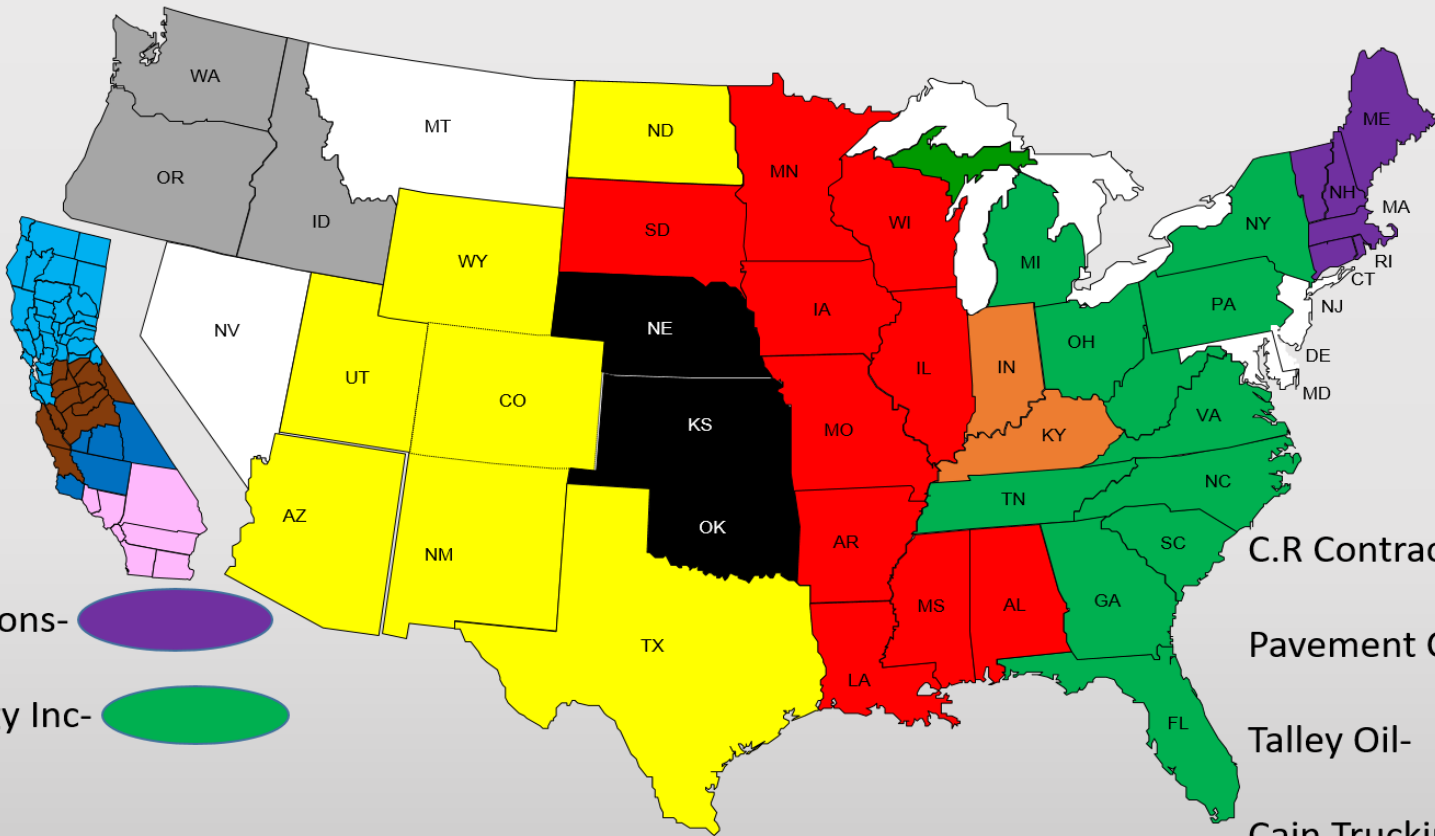 WA
MT
ND
MN
ME
OR
ID
SD
WI
NH
MA
NY
RI
WY
MI
CT
PA
NJ
NV
NE
IA
OH
DE
UT
CO
IL
IN
MD
KS
MO
KY
VA
AZ
NM
OK
AR
TN
NC
SC
C.R Contrac
MS
AL
GA
ons-
TX
Pavement C
LA
y Inc-
FL
Talley Oil-
Cain Truckin